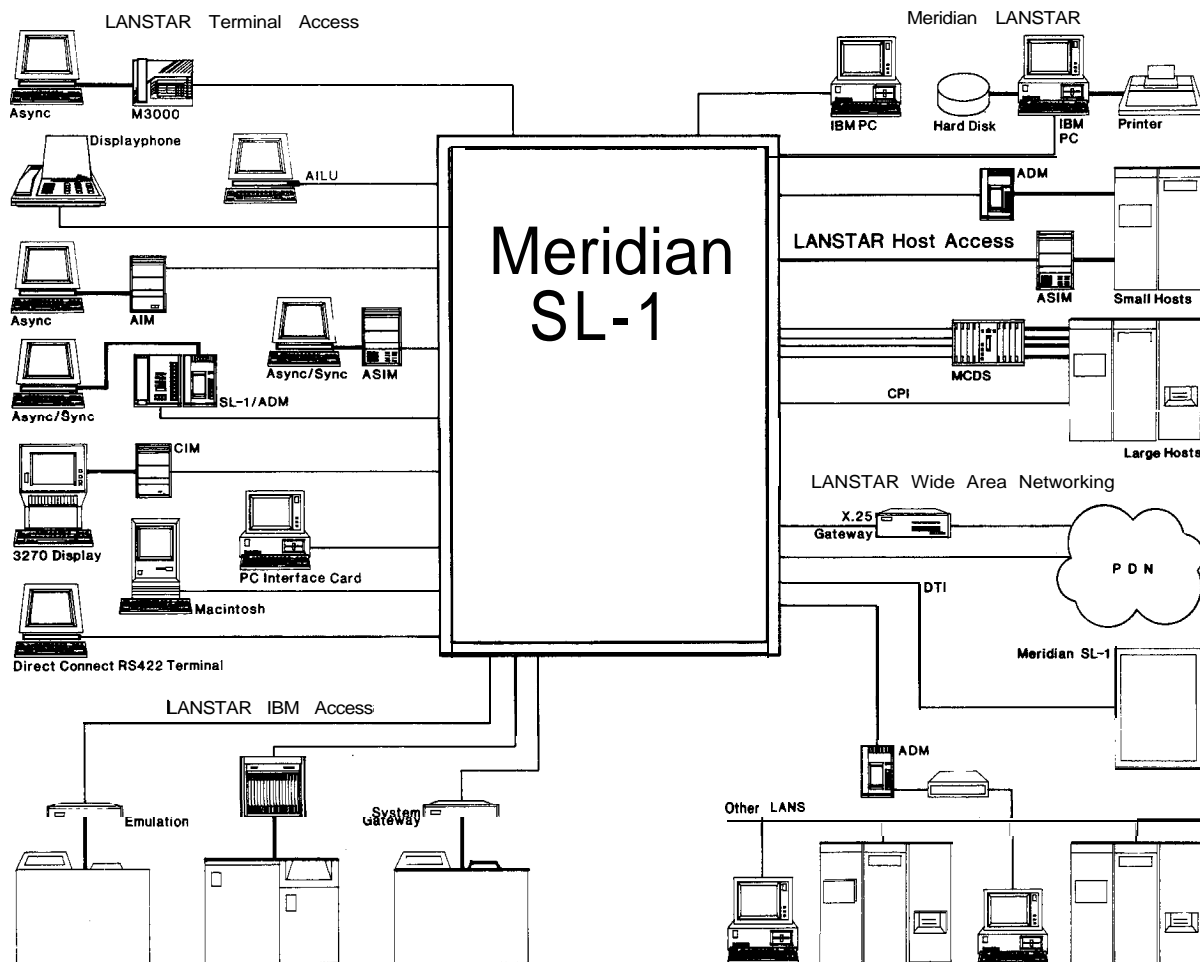 LANSTAR Terminal Access
Meridian LANSTAR
Async
M3000
IBM PC
Hard Disk
IBM
PC
Printer
Displayphone
AILU
ADM
Meridian
SL-1
LANSTAR Host Access
Async
AIM
ASIM
Small Hosts
Async/Sync
ASIM
MCDS
SL-1/ADM
CPI
Async/Sync
CIM
Large Hosts
LANSTAR Wide Area Networking
X.25
Gateway
3270 Display
PC Interface Card
PDN
DTI
Macintosh
Direct Connect RS422 Terminal
Meridian SL-1
LANSTAR IBM Access
ADM
Emulation
System
Gateway
Other LANS